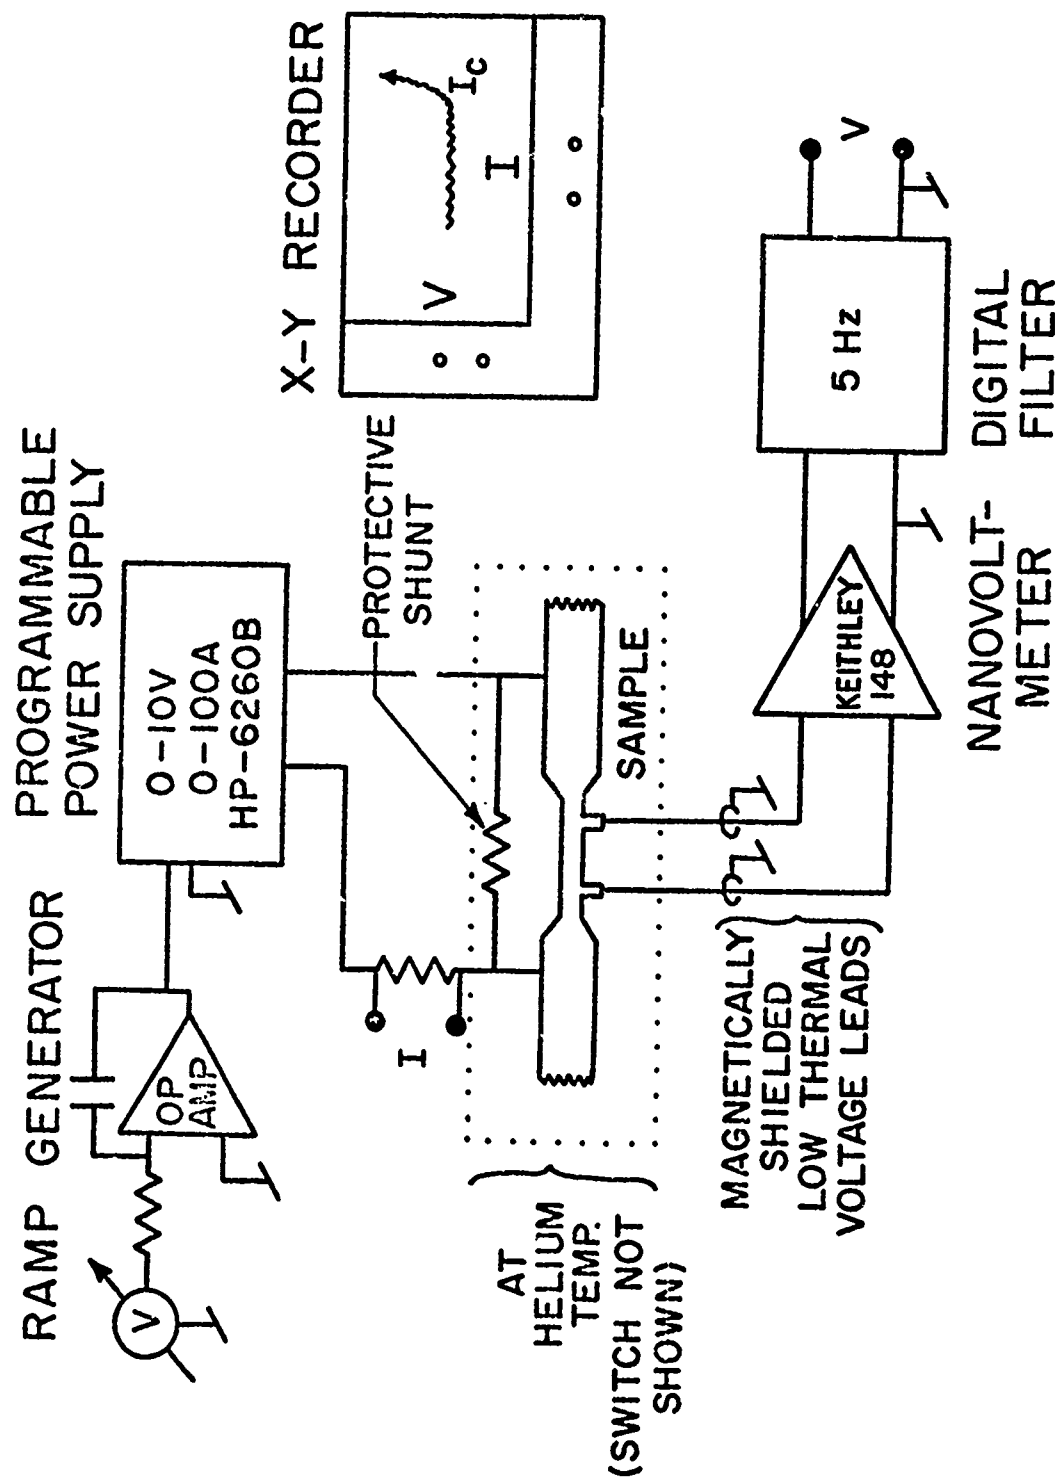 RAMP GENERATOR
V
OP
AMP
PROGRAMMABLE
POWER SUPPLY
0-10V
0-100A
HP-6260B
X-Y RECORDER
V
I
IC
I
PROTECTIVE
SHUNT
SAMPLE
AT
HELIUM
TEMP.
(SWITCH NOT
SHOWN)
MAGNETICALLY
SHIELDED
LOW THERMAL
VOLTAGE LEADS
KEITHLEY
148
NANOVOLT-
METER
5 Hz
DIGITAL
FILTER
V